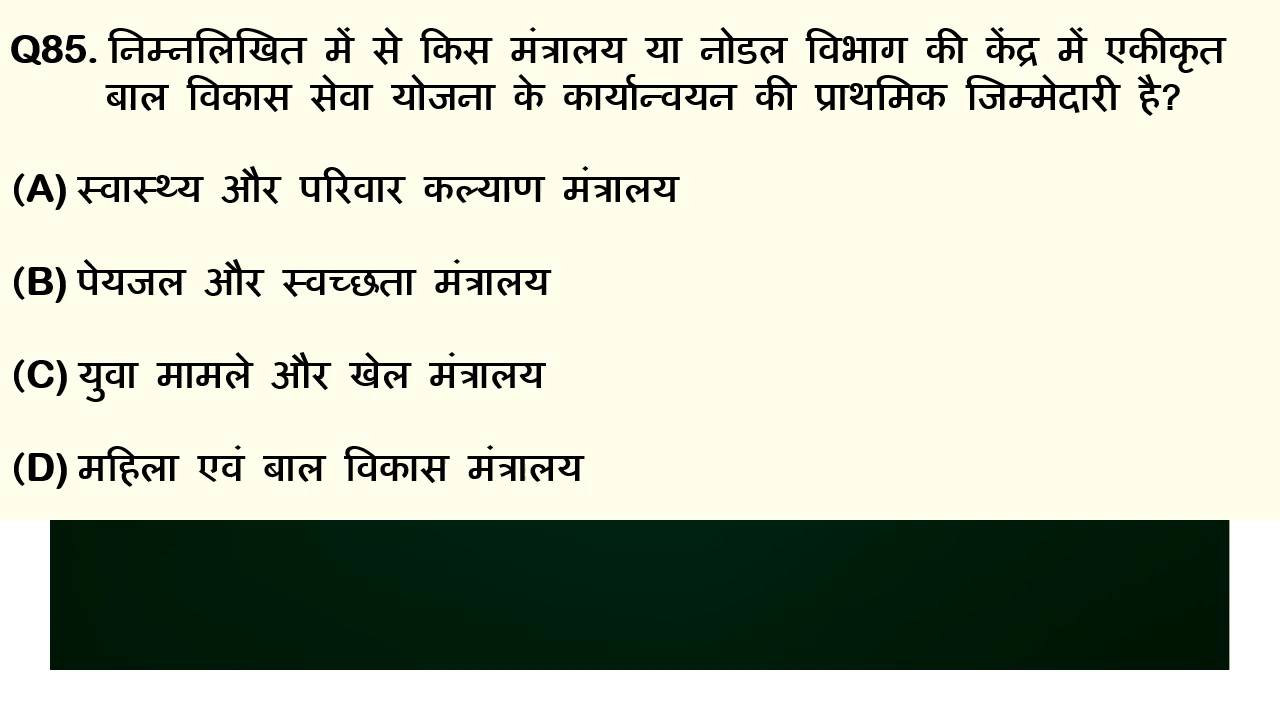 Q85. निम्नलिखित में से किस मंत्रालय या नोडल विभाग की केंद्र में एकीकृत
बाल विकास सेवा योजना के कार्यान्वयन की प्राथमिक जिम्मेदारी है?
(A) स्वास्थ्य और परिवार कल्याण मंत्रालय
(B) पेयजल और स्वच्छता मंत्रालय
(C) युवा मामले और खेल मंत्रालय
(D) महिला एवं बाल विकास मंत्रालय